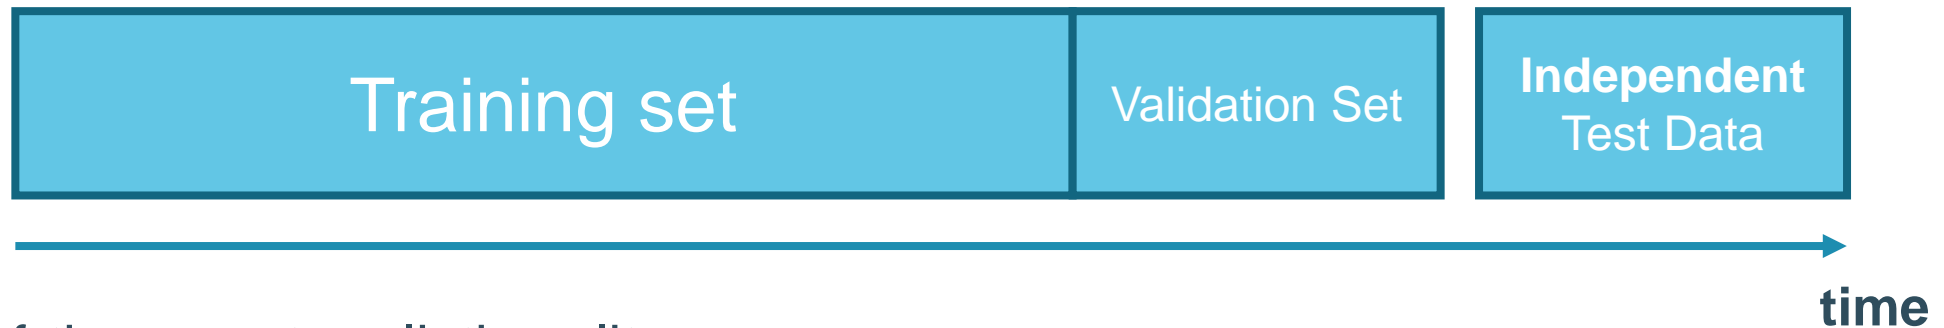 Training set
Validation Set
Independent
Test Data
time